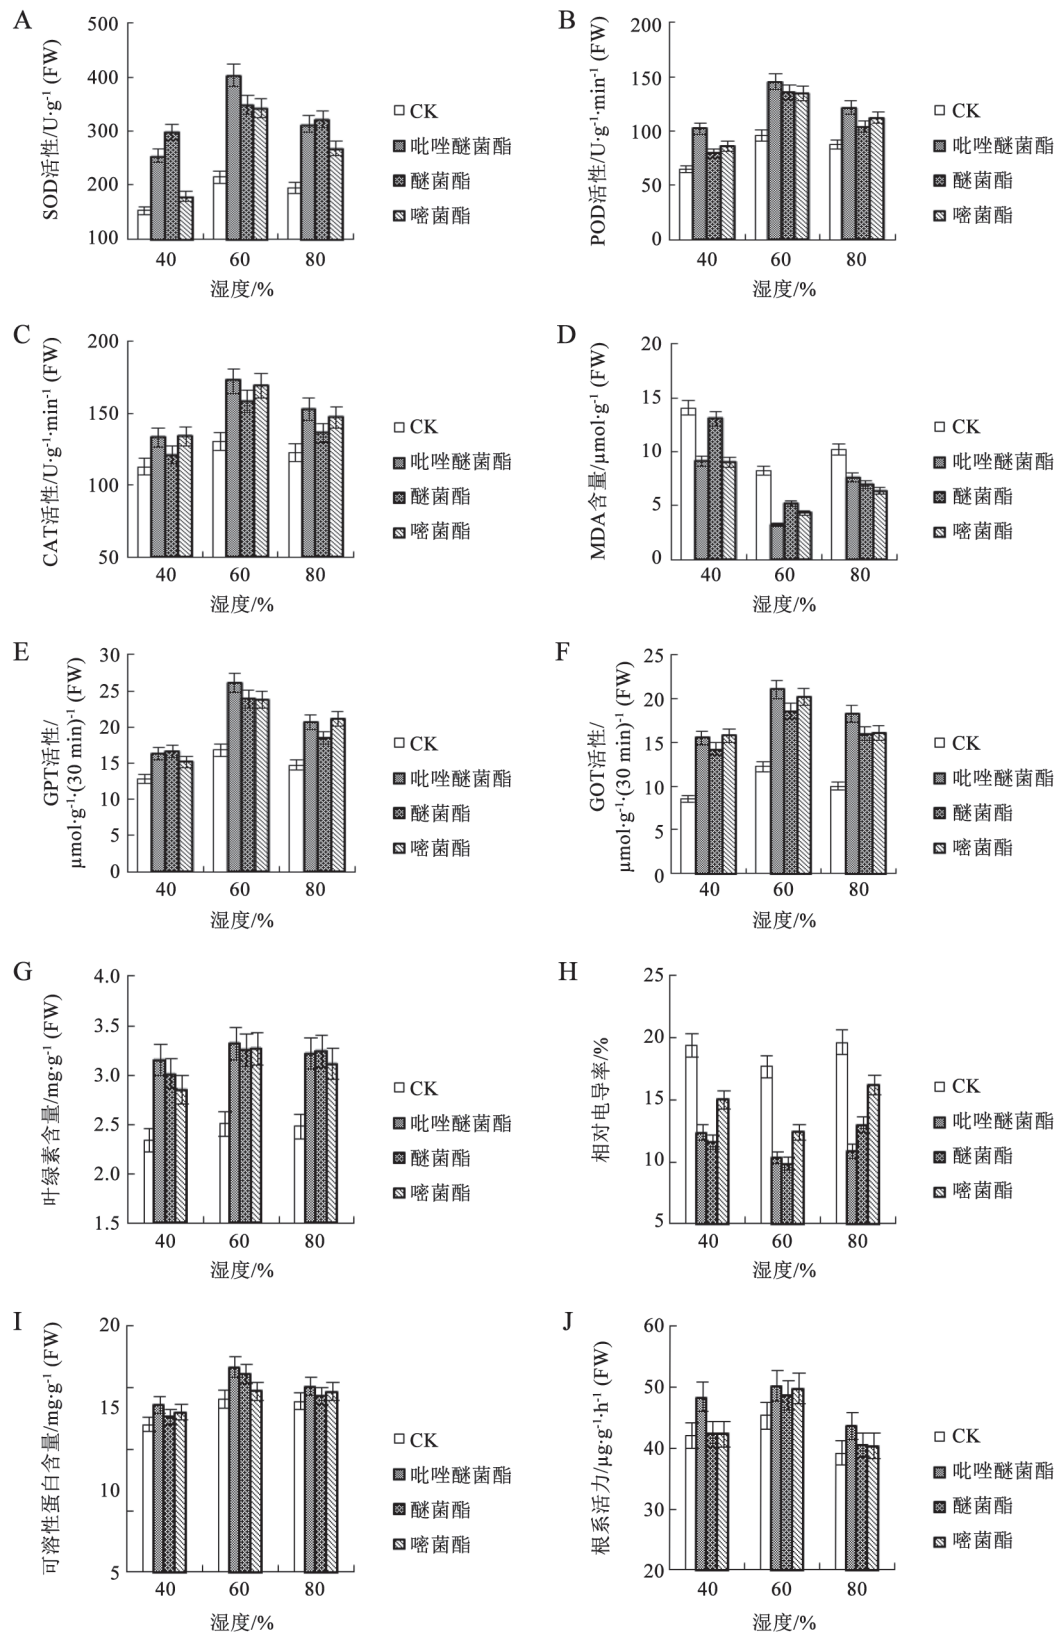 A
SOD活性/U·g⁻¹ (FW)
500
400
300
200
100
40 60 80
湿度/%
CK
吡唑醚菌酯
醚菌酯
嘧菌酯
B
POD活性/U·g⁻¹·min⁻¹ (FW)
200
150
100
50
0
40 60 80
湿度/%
CK
吡唑醚菌酯
醚菌酯
嘧菌酯
C
CAT活性/U·g⁻¹·min⁻¹ (FW)
200
150
100
50
40 60 80
湿度/%
CK
吡唑醚菌酯
醚菌酯
嘧菌酯
D
MDA含量/μmol·g⁻¹ (FW)
20
15
10
5
0
40 60 80
湿度/%
CK
吡唑醚菌酯
醚菌酯
嘧菌酯
E
GPT活性/
μmol·g⁻¹·(30 min)⁻¹ (FW)
30
25
20
15
10
5
0
40 60 80
湿度/%
CK
吡唑醚菌酯
醚菌酯
嘧菌酯
F
GOT活性/
μmol·g⁻¹·(30 min)⁻¹ (FW)
25
20
15
10
5
0
40 60 80
湿度/%
CK
吡唑醚菌酯
醚菌酯
嘧菌酯
G
叶绿素含量/mg·g⁻¹ (FW)
4.0
3.5
3.0
2.5
2.0
1.5
40 60 80
湿度/%
CK
吡唑醚菌酯
醚菌酯
嘧菌酯
H
相对电导率/%
25
20
15
10
5
40 60 80
湿度/%
CK
吡唑醚菌酯
醚菌酯
嘧菌酯
I
可溶性蛋白含量/mg·g⁻¹ (FW)
20
15
10
5
40 60 80
湿度/%
CK
吡唑醚菌酯
醚菌酯
嘧菌酯
J
根系活力/μg·g⁻¹·h⁻¹ (FW)
60
50
40
30
20
40 60 80
湿度/%
CK
吡唑醚菌酯
醚菌酯
嘧菌酯